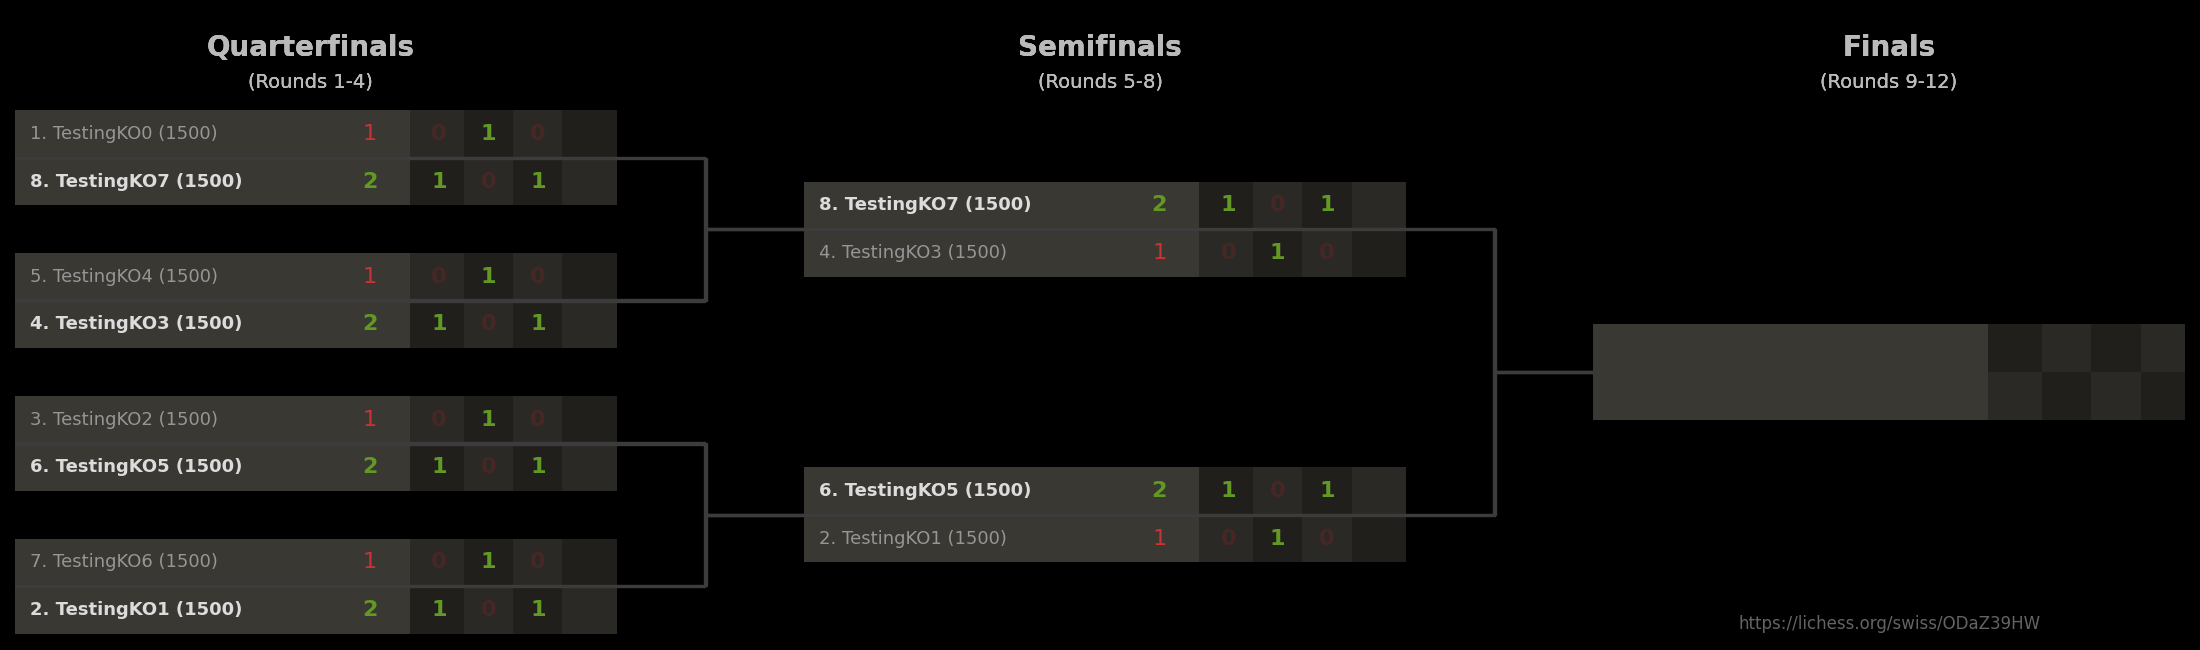 Quarterfinals
(Rounds 1-4)
1. TestingKO0 (1500) 1 0 1 0
8. TestingKO7 (1500) 2 1 0 1
5. TestingKO4 (1500) 1 0 1 0
4. TestingKO3 (1500) 2 1 0 1
3. TestingKO2 (1500) 1 0 1 0
6. TestingKO5 (1500) 2 1 0 1
7. TestingKO6 (1500) 1 0 1 0
2. TestingKO1 (1500) 2 1 0 1
Semifinals
(Rounds 5-8)
8. TestingKO7 (1500) 2 1 0 1
4. TestingKO3 (1500) 1 0 1 0
6. TestingKO5 (1500) 2 1 0 1
2. TestingKO1 (1500) 1 0 1 0
Finals
(Rounds 9-12)
https://lichess.org/swiss/ODaZ39HW